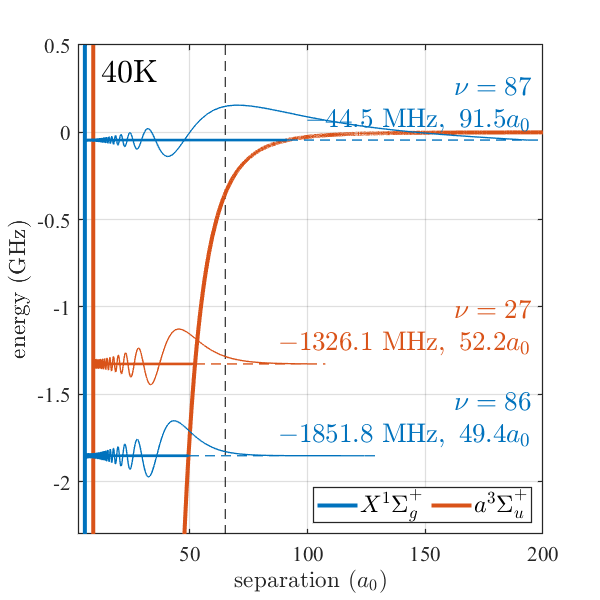 40K
ν = 87
−44.5 MHz, 91.5a₀
ν = 27
−1326.1 MHz, 52.2a₀
ν = 86
−1851.8 MHz, 49.4a₀
X¹Σ⁺g a³Σ⁺u
energy (GHz)
0.5
0
-0.5
-1
-1.5
-2
50 100 150 200
separation (a₀)